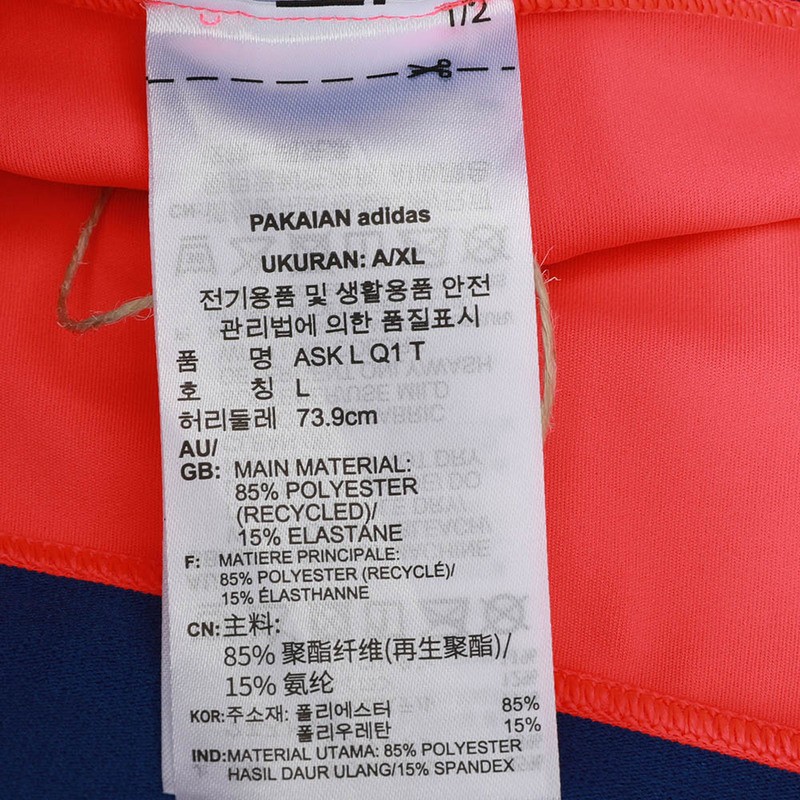 1/2
PAKAIAN adidas
UKURAN: A/XL
전기용품 및 생활용품 안전
관리법에 의한 품질표시
품 명 ASK L Q1 T
호 칭 L
허리둘레 73.9cm
AU/
GB: MAIN MATERIAL:
85% POLYESTER
(RECYCLED)/
15% ELASTANE
F: MATIERE PRINCIPALE:
85% POLYESTER (RECYCLÉ)/
15% ÉLASTHANNE
CN:主料:
85% 聚酯纤维(再生聚酯)/
15% 氨纶
KOR:주소재: 폴리에스터 85%
폴리우레탄 15%
IND:MATERIAL UTAMA: 85% POLYESTER
HASIL DAUR ULANG/15% SPANDEX